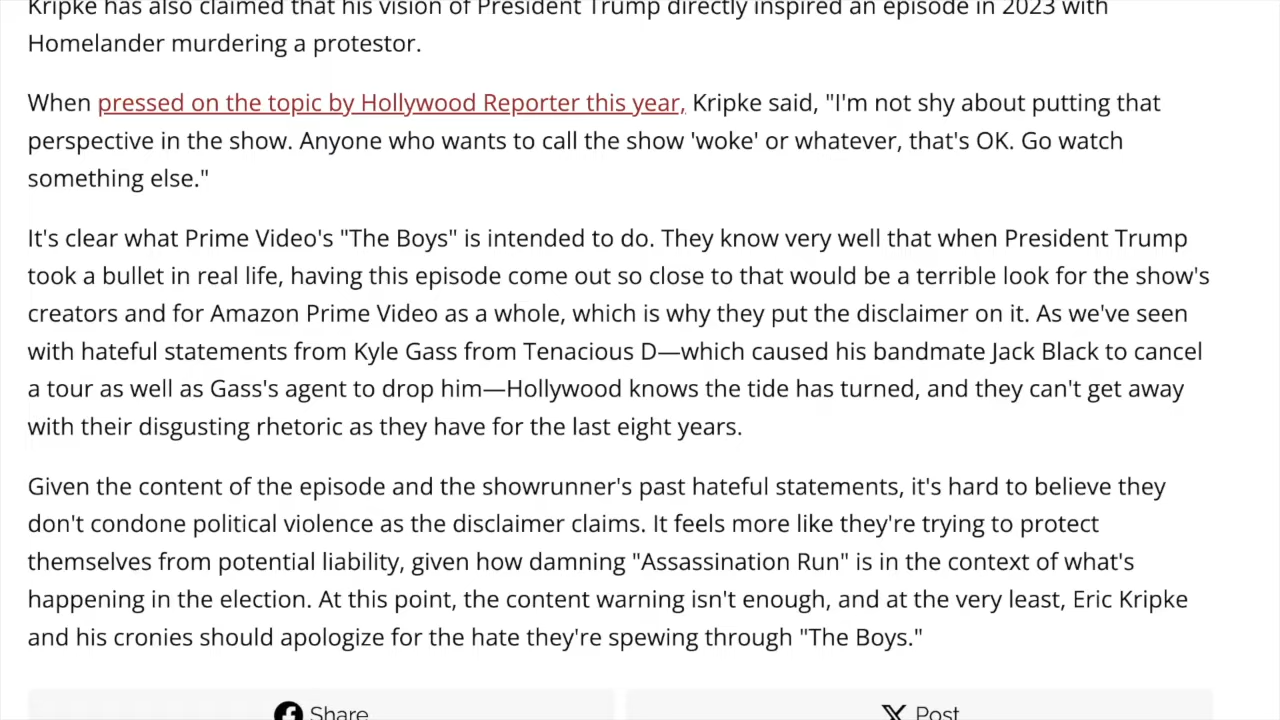 Kripke has also claimed that his vision of President Trump directly inspired an episode in 2023 with
Homelander murdering a protestor.
When pressed on the topic by Hollywood Reporter this year, Kripke said, "I'm not shy about putting that
perspective in the show. Anyone who wants to call the show 'woke' or whatever, that's OK. Go watch
something else."
It's clear what Prime Video's "The Boys" is intended to do. They know very well that when President Trump
took a bullet in real life, having this episode come out so close to that would be a terrible look for the show's
creators and for Amazon Prime Video as a whole, which is why they put the disclaimer on it. As we've seen
with hateful statements from Kyle Gass from Tenacious D—which caused his bandmate Jack Black to cancel
a tour as well as Gass's agent to drop him—Hollywood knows the tide has turned, and they can't get away
with their disgusting rhetoric as they have for the last eight years.
Given the content of the episode and the showrunner's past hateful statements, it's hard to believe they
don't condone political violence as the disclaimer claims. It feels more like they're trying to protect
themselves from potential liability, given how damning "Assassination Run" is in the context of what's
happening in the election. At this point, the content warning isn't enough, and at the very least, Eric Kripke
and his cronies should apologize for the hate they're spewing through "The Boys."
Share
Post